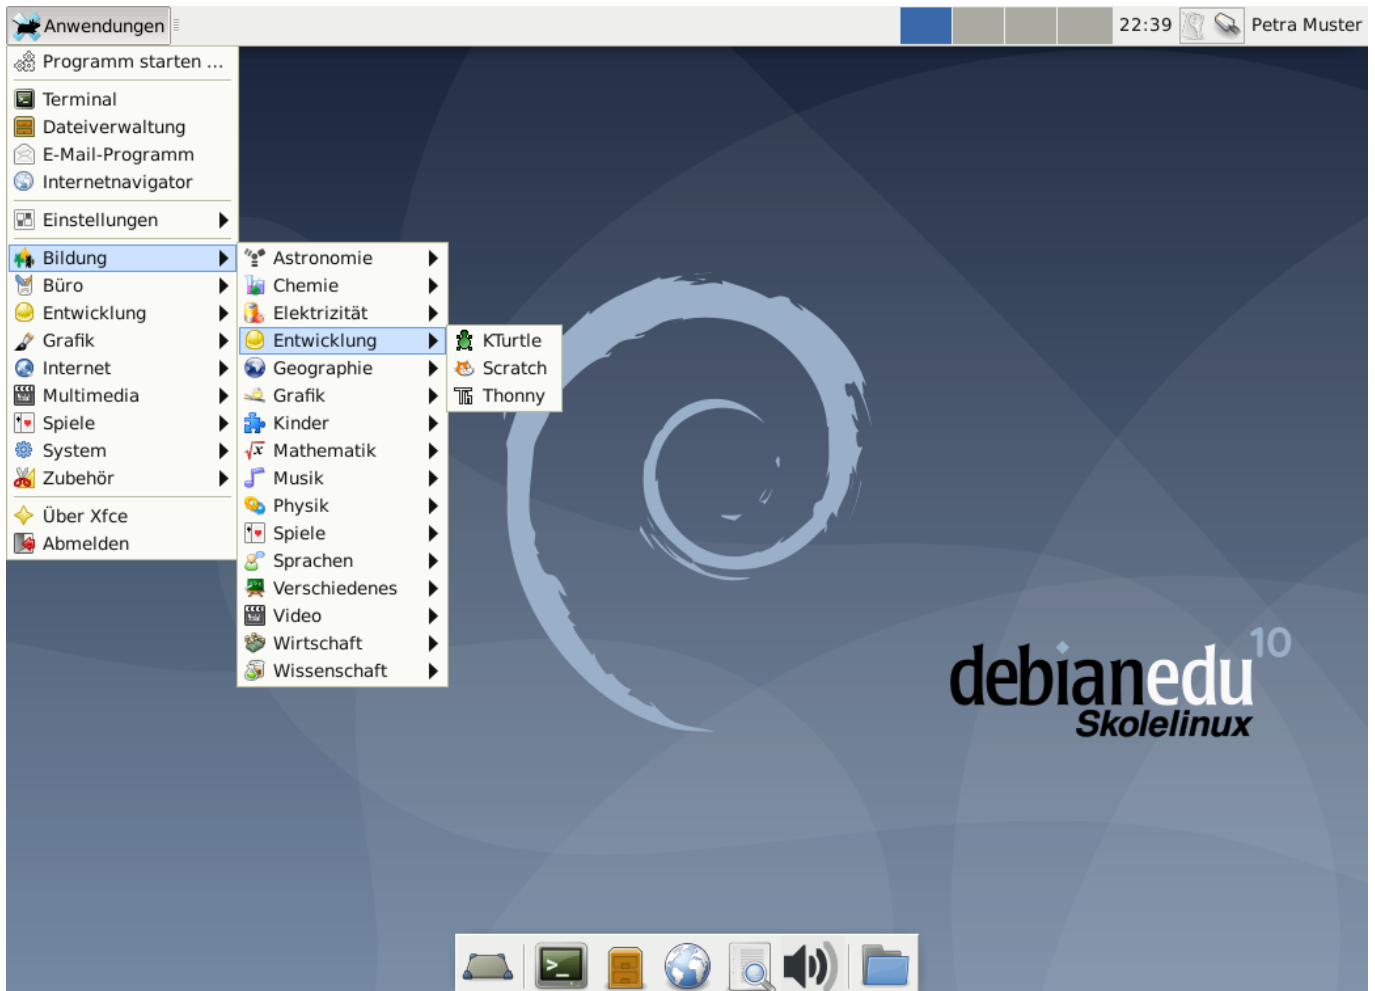 Anwendungen
22:39
Petra Muster
Programm starten ...
Terminal
Dateiverwaltung
E-Mail-Programm
Internetnavigator
Einstellungen
Bildung
Büro
Entwicklung
Grafik
Internet
Multimedia
Spiele
System
Zubehör
Über Xfce
Abmelden
Astronomie
Chemie
Elektrizität
Entwicklung
Geographie
Grafik
Kinder
Mathematik
Musik
Physik
Spiele
Sprachen
Verschiedenes
Video
Wirtschaft
Wissenschaft
KTurtle
Scratch
Thonny
debianedu 10
Skolelinux